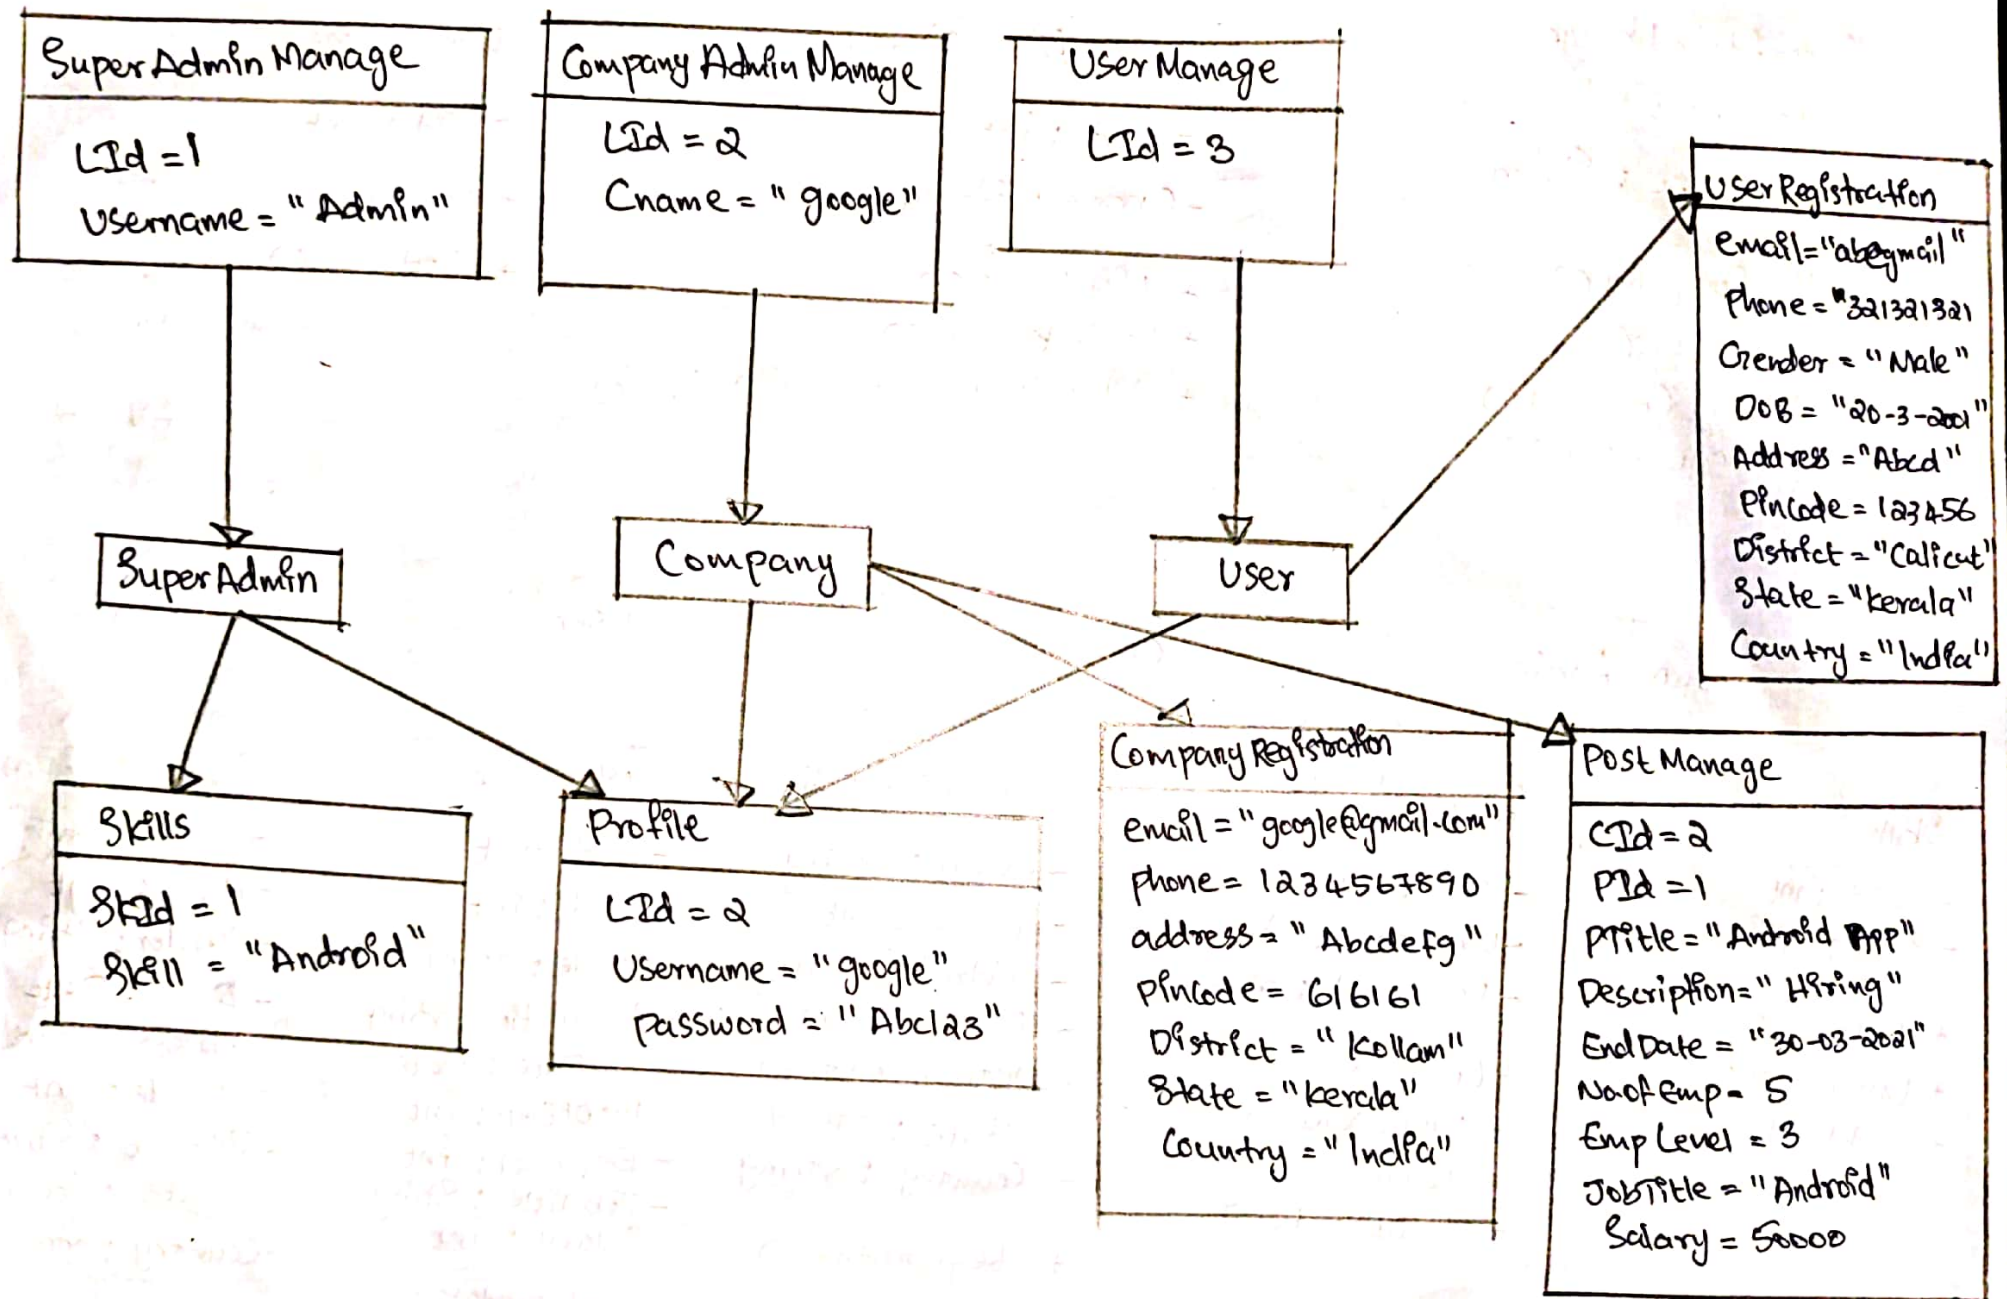 SuperAdmin Manage
LId = 1
Username = "Admin"
Company Admin Manage
LId = 2
Cname = "google"
User Manage
LId = 3
User Registration
email = "abc@gmail"
Phone = "321321321
Gender = "Male"
DOB = "20-3-2001"
Address = "Abcd"
Pincode = 123456
District = "Calicut"
State = "kerala"
Country = "India"
SuperAdmin
Company
User
Skills
SkId = 1
Skill = "Android"
Profile
LId = 2
Username = "google"
password = "Abc123"
Company Registration
email = "google@gmail.com"
phone = 1234567890
address = "Abcdefg"
pincode = 616161
District = "Kollam"
State = "kerala"
Country = "India"
Post Manage
CId = 2
PId = 1
PTitle = "Android App"
Description = "Hiring"
End Date = "30-03-2021"
No.of Emp = 5
Emp Level = 3
JobTitle = "Android"
Salary = 50000